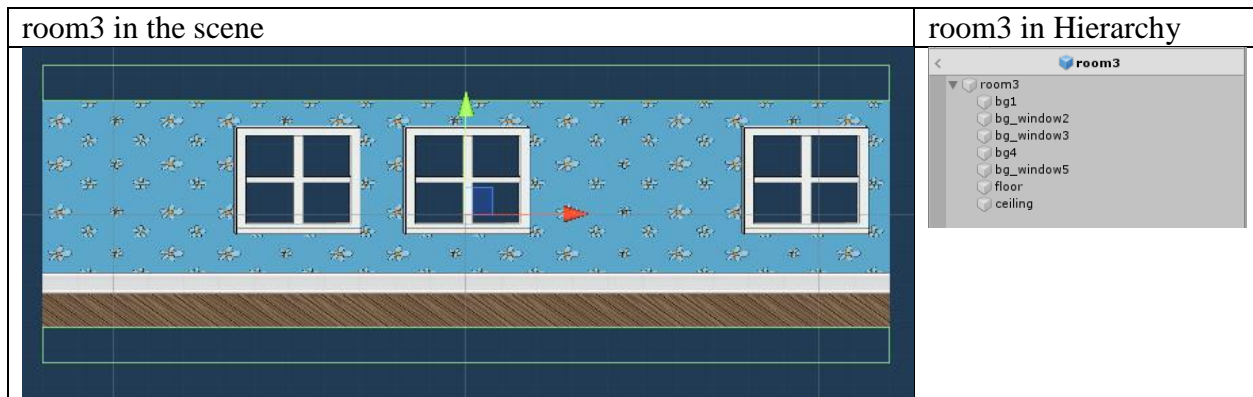 room3 in the scene
room3 in Hierarchy
< room3
room3
bg1
bg_window2
bg_window3
bg4
bg_window5
floor
ceiling